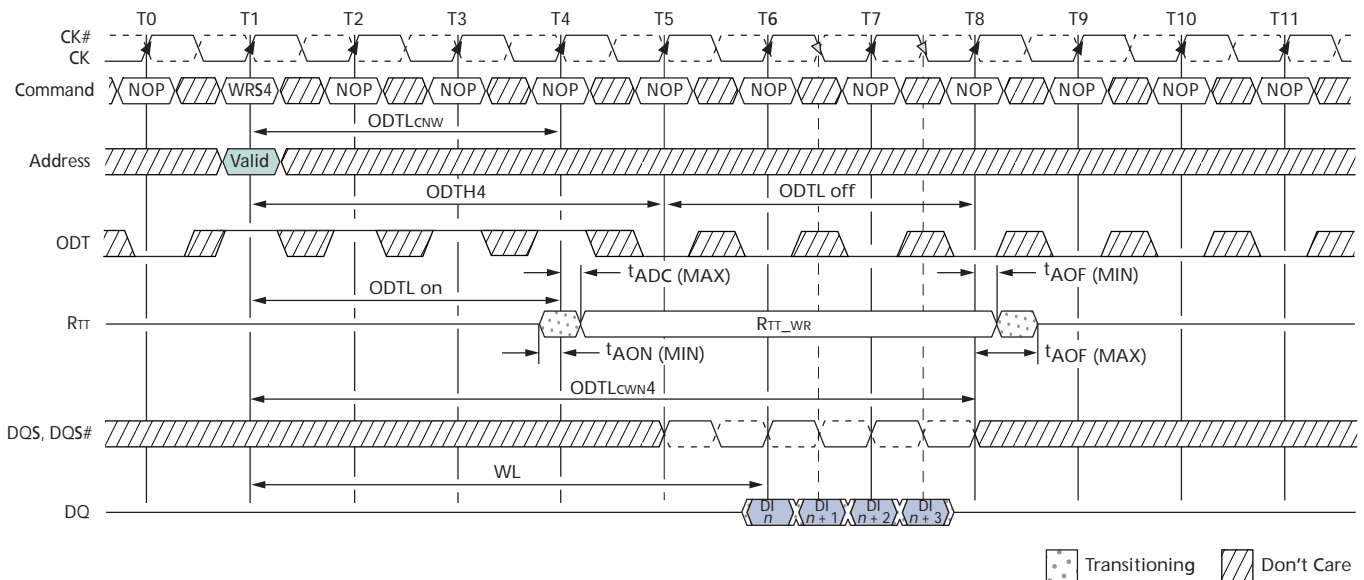 T0 T1 T2 T3 T4 T5 T6 T7 T8 T9 T10 T11
CK#
CK
Command NOP WRS4 NOP NOP NOP NOP NOP NOP NOP NOP NOP NOP
ODTLCNW
Address Valid
ODTH4 ODTL off
ODT
tADC (MAX) tAOF (MIN)
ODTL on
RTT RTT_WR
tAON (MIN) tAOF (MAX)
ODTLCWN4
DQS, DQS#
WL
DQ DI n DI n + 1 DI n + 2 DI n + 3
Transitioning Don't Care